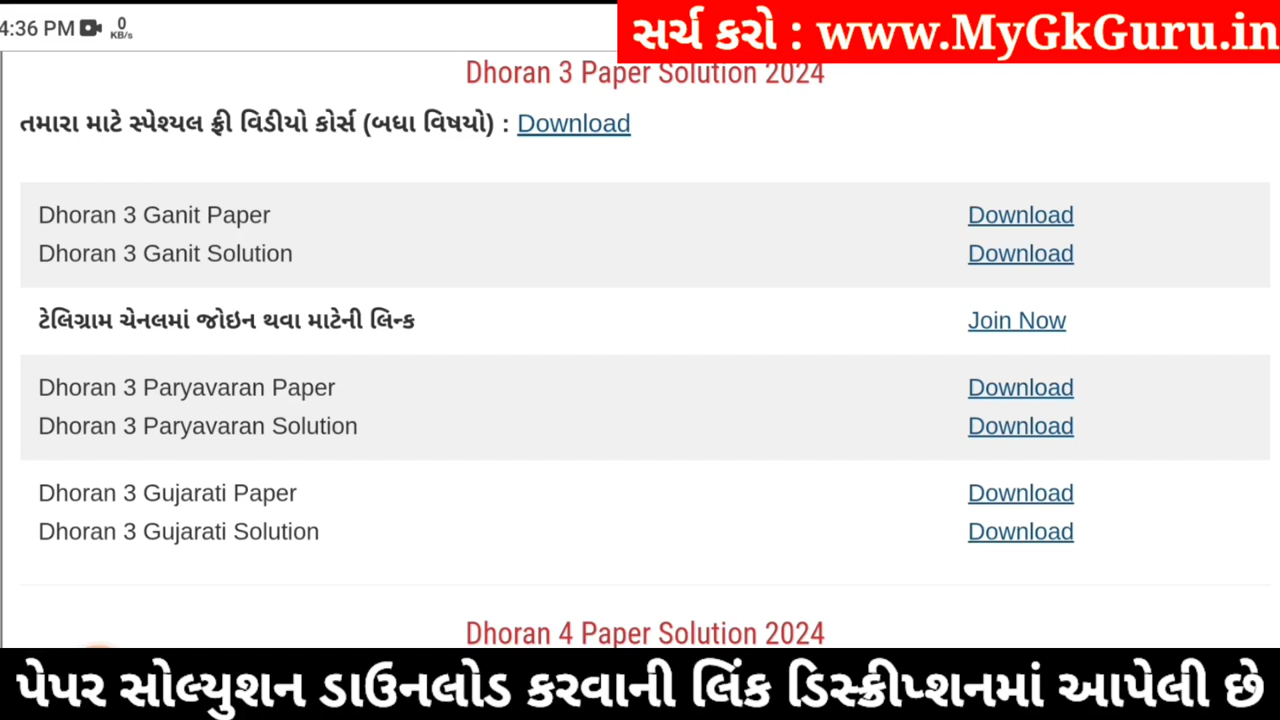 4:36 PM 0 KB/s
સર્ચ કરો : www.MyGkGuru.in
Dhoran 3 Paper Solution 2024
તમારા માટે સ્પેશ્યલ ફ્રી વિડીયો કોર્સ (બધા વિષયો) : Download
Dhoran 3 Ganit Paper Download
Dhoran 3 Ganit Solution Download
ટેલિગ્રામ ચેનલમાં જોઇન થવા માટેની લિન્ક Join Now
Dhoran 3 Paryavaran Paper Download
Dhoran 3 Paryavaran Solution Download
Dhoran 3 Gujarati Paper Download
Dhoran 3 Gujarati Solution Download
Dhoran 4 Paper Solution 2024
પેપર સોલ્યુશન ડાઉનલોડ કરવાની લિંક ડિસ્ક્રીપ્શનમાં આપેલી છે